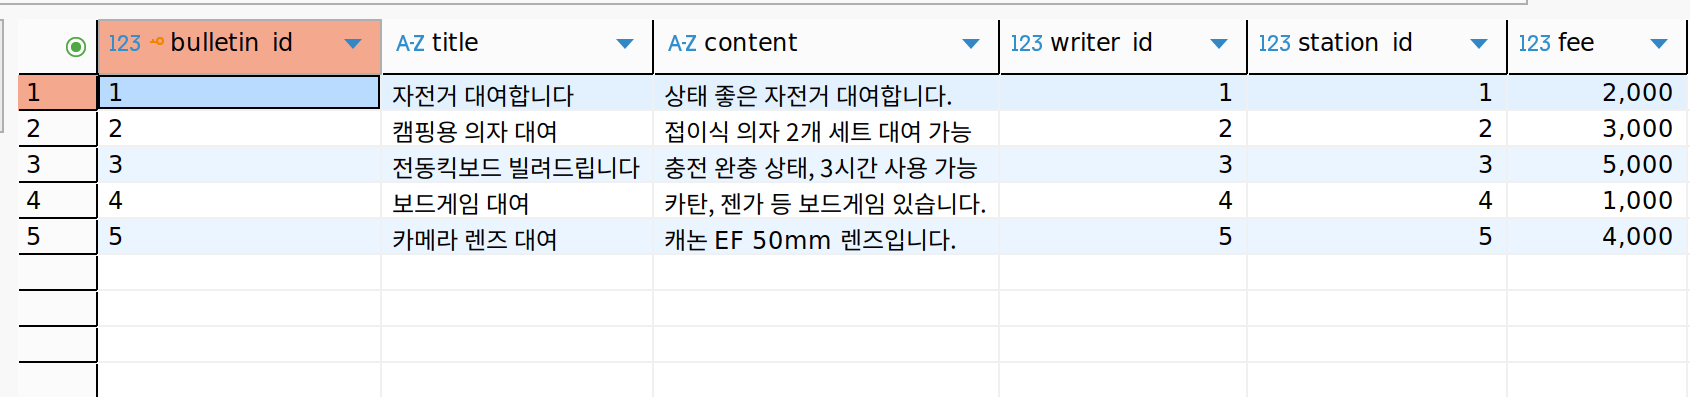 123 bulletin_id A-Z title A-Z content 123 writer_id 123 station_id 123 fee
1 1 자전거 대여합니다 상태 좋은 자전거 대여합니다. 1 1 2,000
2 2 캠핑용 의자 대여 접이식 의자 2개 세트 대여 가능 2 2 3,000
3 3 전동킥보드 빌려드립니다 충전 완충 상태, 3시간 사용 가능 3 3 5,000
4 4 보드게임 대여 카탄, 젠가 등 보드게임 있습니다. 4 4 1,000
5 5 카메라 렌즈 대여 캐논 EF 50mm 렌즈입니다. 5 5 4,000